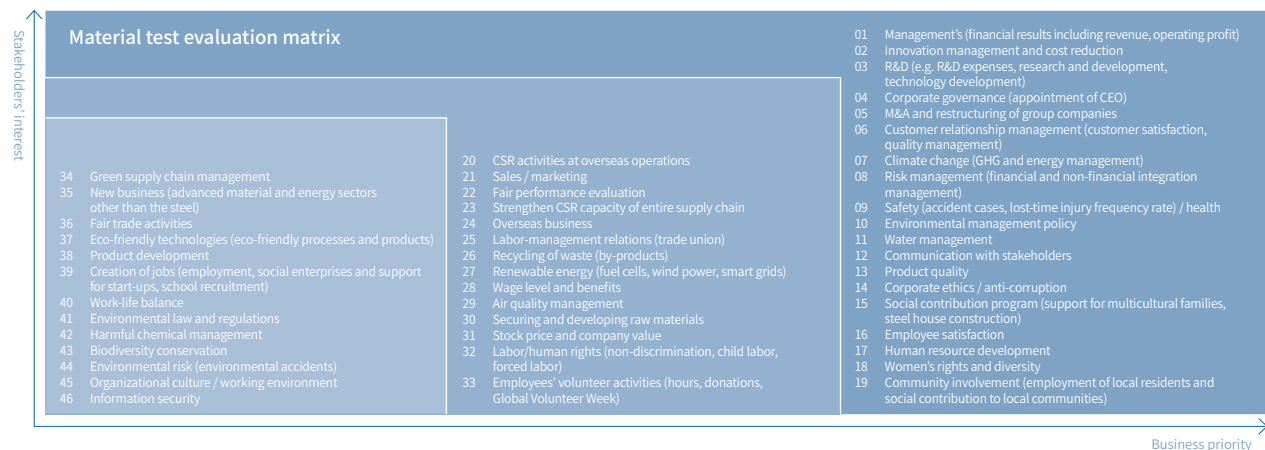 Stakeholders' interest
Material test evaluation matrix
34 Green supply chain management
35 New business (advanced material and energy sectors
other than the steel)
36 Fair trade activities
37 Eco-friendly technologies (eco-friendly processes and products)
38 Product development
39 Creation of jobs (employment, social enterprises and support
for start-ups, school recruitment)
40 Work-life balance
41 Environmental law and regulations
42 Harmful chemical management
43 Biodiversity conservation
44 Environmental risk (environmental accidents)
45 Organizational culture / working environment
46 Information security
20 CSR activities at overseas operations
21 Sales / marketing
22 Fair performance evaluation
23 Strengthen CSR capacity of entire supply chain
24 Overseas business
25 Labor-management relations (trade union)
26 Recycling of waste (by-products)
27 Renewable energy (fuel cells, wind power, smart grids)
28 Wage level and benefits
29 Air quality management
30 Securing and developing raw materials
31 Stock price and company value
32 Labor/human rights (non-discrimination, child labor,
forced labor)
33 Employees' volunteer activities (hours, donations,
Global Volunteer Week)
01 Management's (financial results including revenue, operating profit)
02 Innovation management and cost reduction
03 R&D (e.g. R&D expenses, research and development,
technology development)
04 Corporate governance (appointment of CEO)
05 M&A and restructuring of group companies
06 Customer relationship management (customer satisfaction,
quality management)
07 Climate change (GHG and energy management)
08 Risk management (financial and non-financial integration
management)
09 Safety (accident cases, lost-time injury frequency rate) / health
10 Environmental management policy
11 Water management
12 Communication with stakeholders
13 Product quality
14 Corporate ethics / anti-corruption
15 Social contribution program (support for multicultural families,
steel house construction)
16 Employee satisfaction
17 Human resource development
18 Women's rights and diversity
19 Community involvement (employment of local residents and
social contribution to local communities)
Business priority